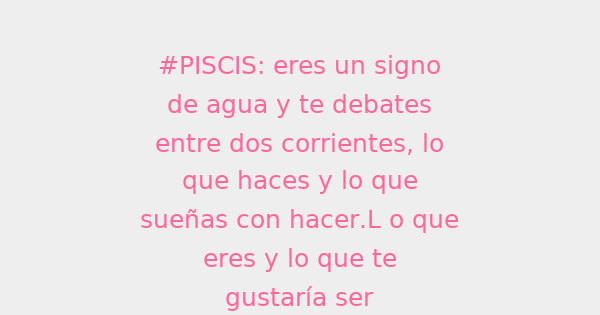 #PISCIS: eres un signo
de agua y te debates
entre dos corrientes, lo
que haces y lo que
sueñas con hacer.L o que
eres y lo que te
gustaría ser